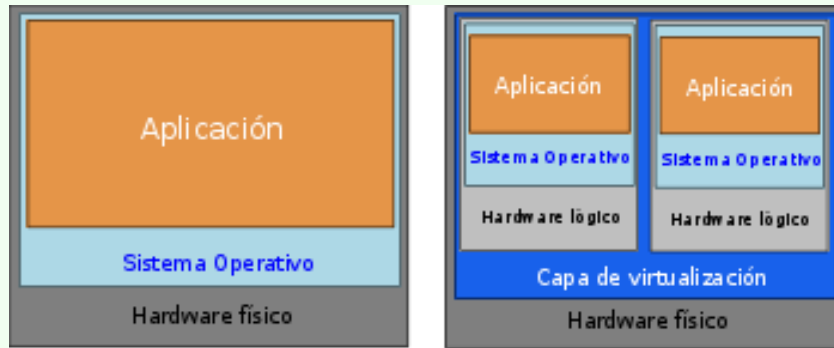 Aplicación
Sistema Operativo
Hardware físico
Aplicación
Sistema Operativo
Hardware lógico
Aplicación
Sistema Operativo
Hardware lógico
Capa de virtualización
Hardware físico